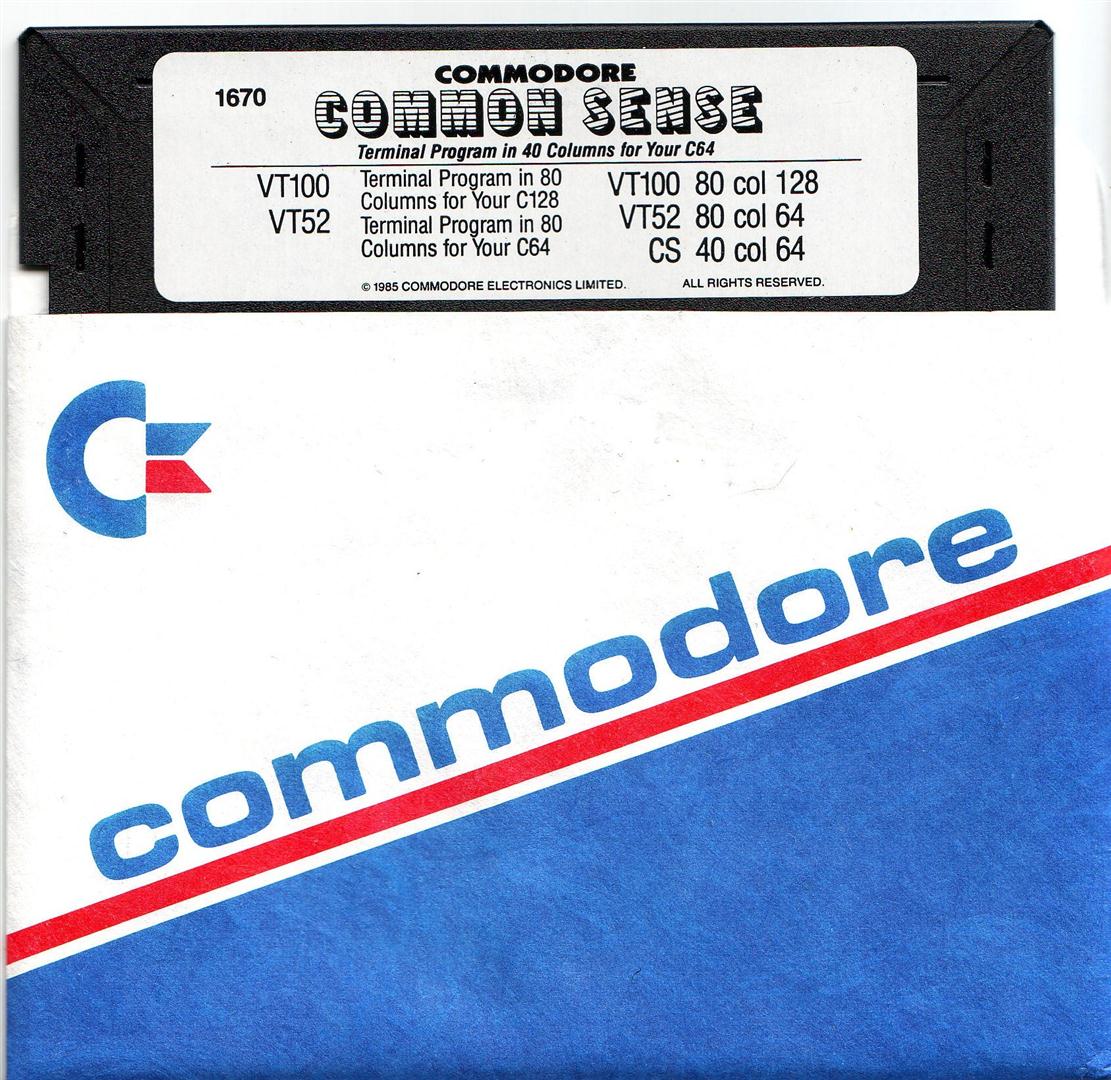 COMMODORE
1670
COMMON SENSE
Terminal Program in 40 Columns for Your C64
VT100 Terminal Program in 80 Columns for Your C128
VT52 Terminal Program in 80 Columns for Your C64
VT100 80 col 128
VT52 80 col 64
CS 40 col 64
© 1985 COMMODORE ELECTRONICS LIMITED. ALL RIGHTS RESERVED.
commodore